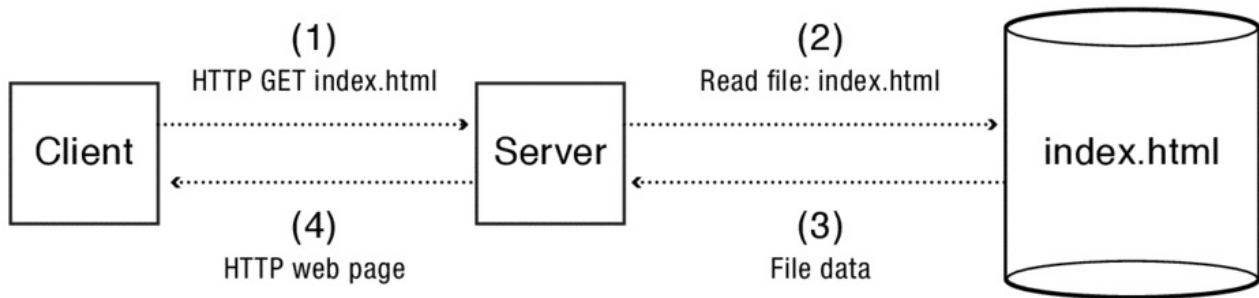 (1)
HTTP GET index.html
(2)
Read file: index.html
Client
Server
index.html
(4)
HTTP web page
(3)
File data